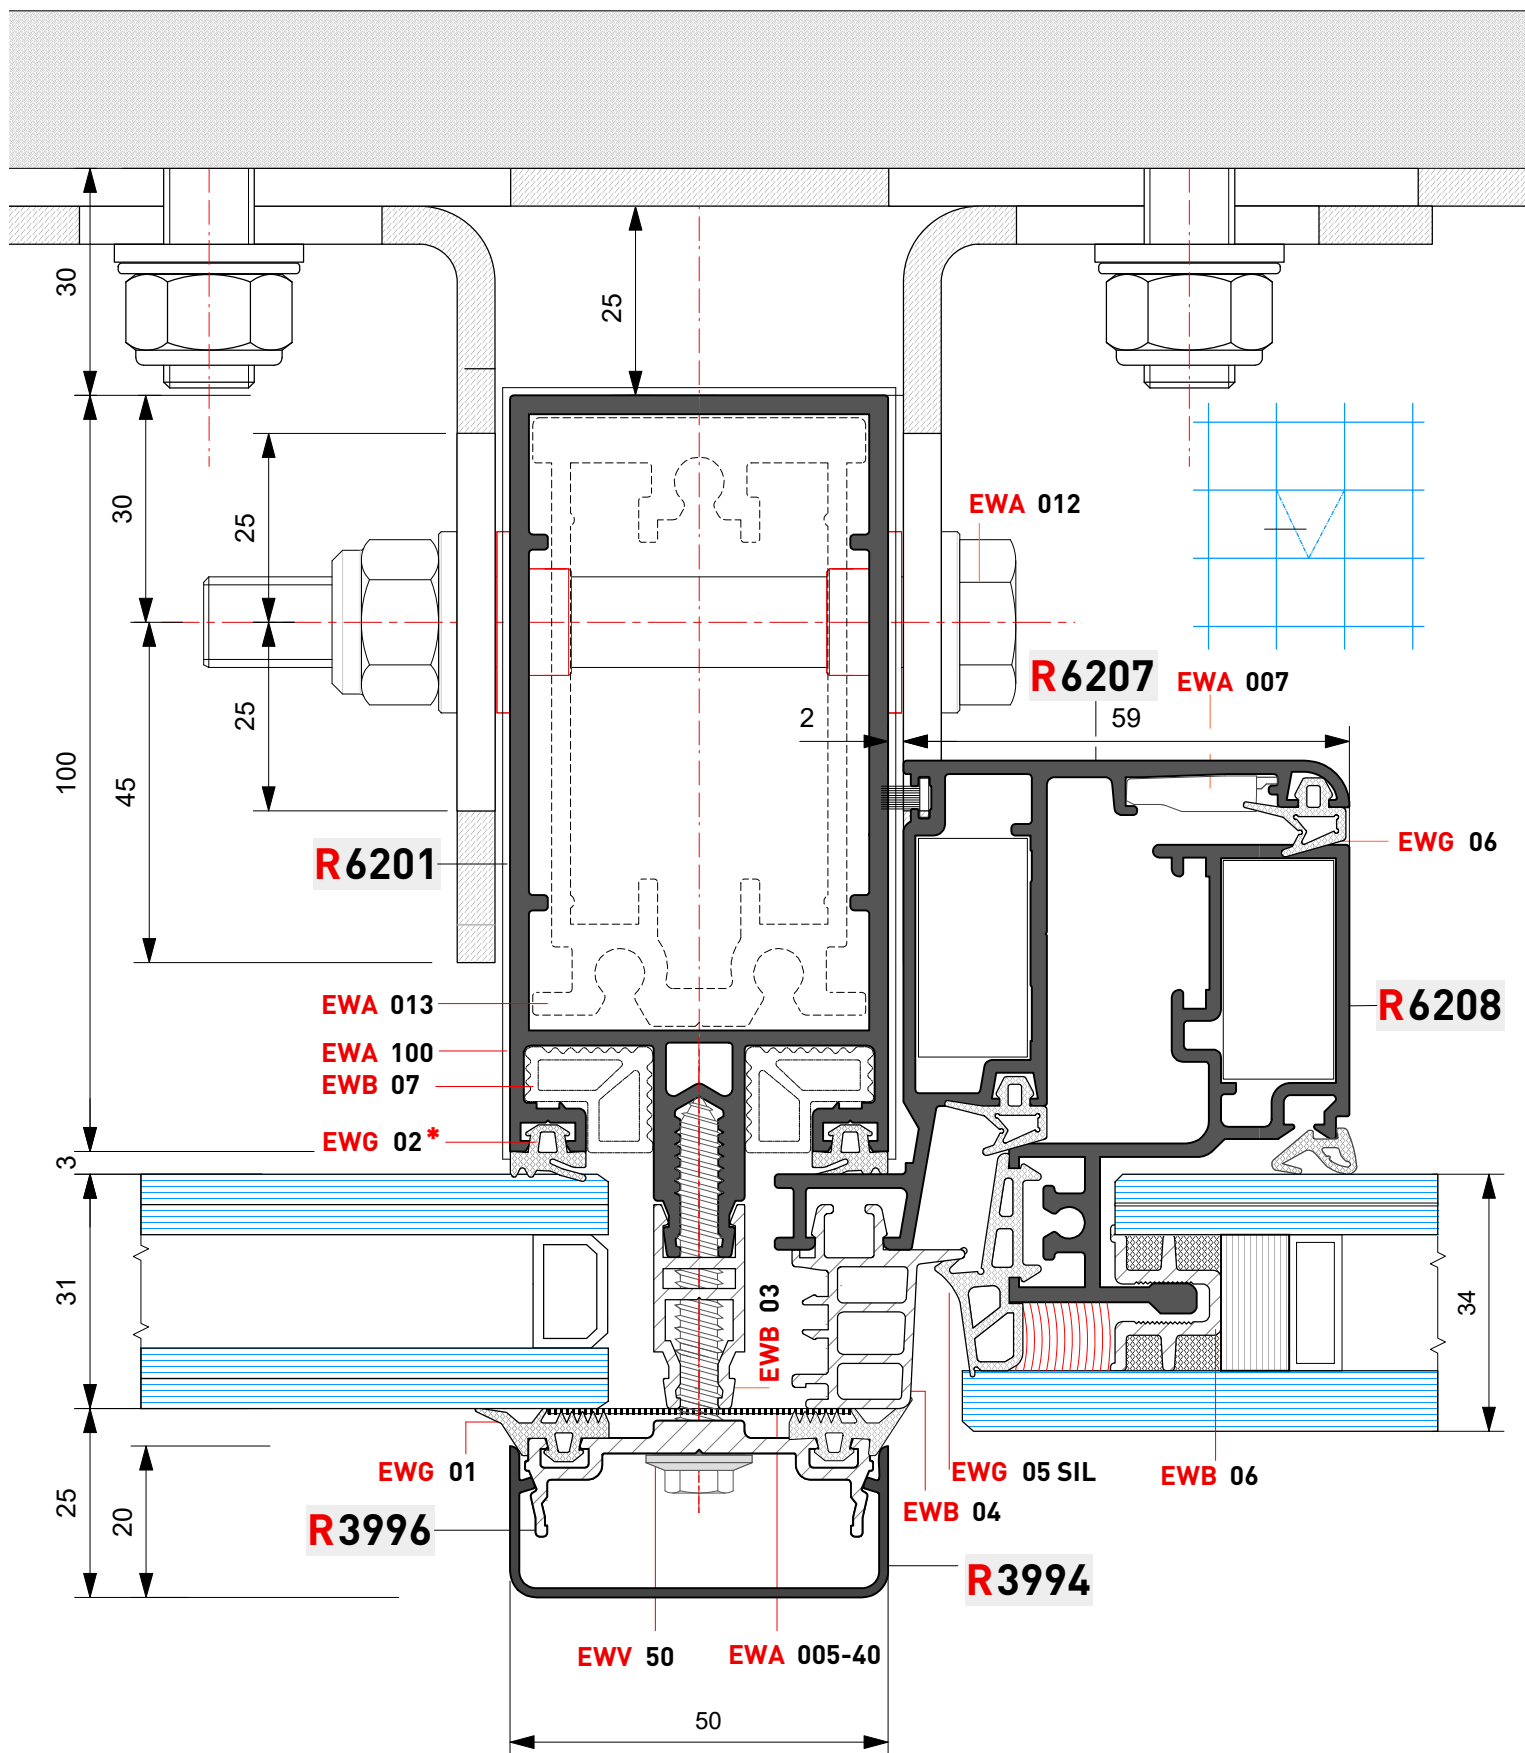 30
25
30
25
EWA 012
R6207
EWA 007
2
59
25
100
45
R6201
EWG 06
EWA 013
R6208
EWA 100
EWB 07
EWG 02*
3
31
EWB 03
34
EWG 01
EWG 05 SIL
EWB 06
25
20
R3996
EWB 04
R3994
EWV 50
EWA 005-40
50